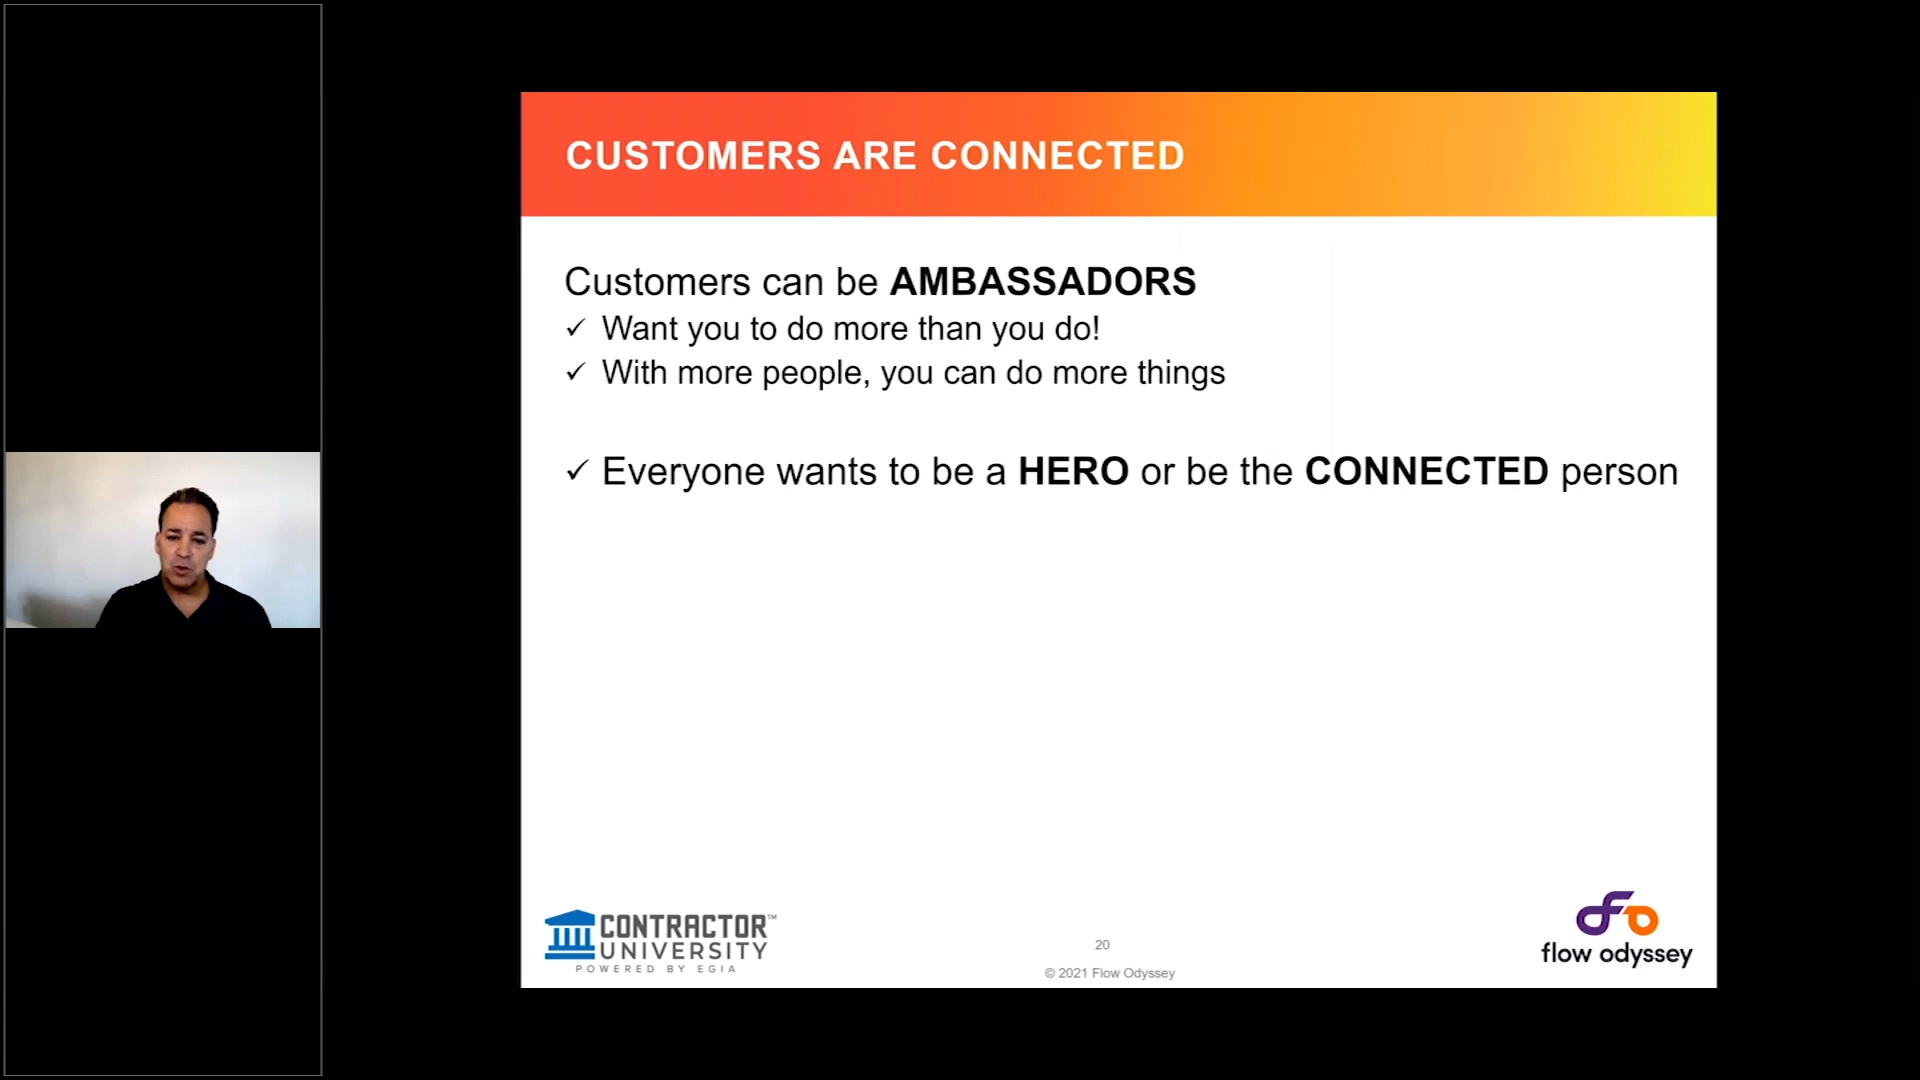 CUSTOMERS ARE CONNECTED
Customers can be AMBASSADORS
✓ Want you to do more than you do!
✓ With more people, you can do more things
✓ Everyone wants to be a HERO or be the CONNECTED person
CONTRACTOR™
UNIVERSITY
POWERED BY EGIA
20
© 2021 Flow Odyssey
flow odyssey